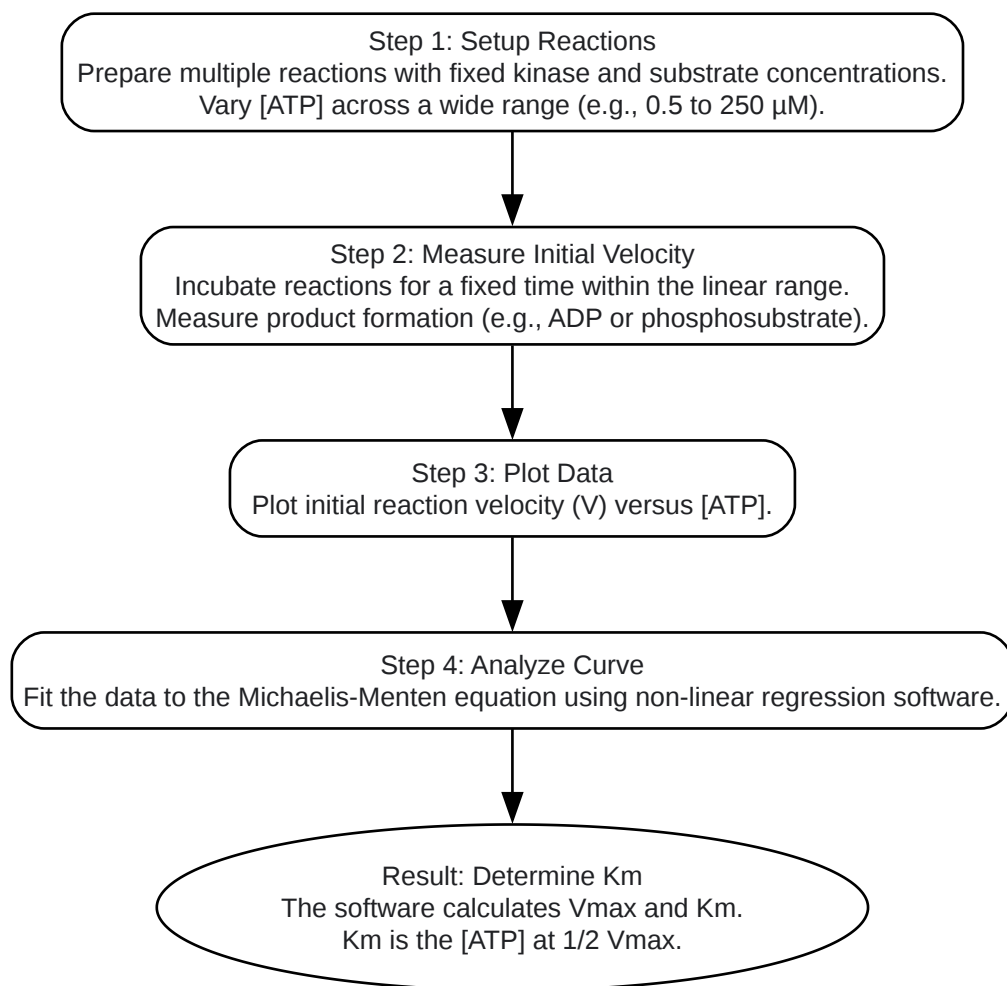 Step 1: Setup Reactions
Prepare multiple reactions with fixed kinase and substrate concentrations.
Vary [ATP] across a wide range (e.g., 0.5 to 250 µM).
Step 2: Measure Initial Velocity
Incubate reactions for a fixed time within the linear range.
Measure product formation (e.g., ADP or phosphosubstrate).
Step 3: Plot Data
Plot initial reaction velocity (V) versus [ATP].
Step 4: Analyze Curve
Fit the data to the Michaelis-Menten equation using non-linear regression software.
Result: Determine Km
The software calculates Vmax and Km.
Km is the [ATP] at 1/2 Vmax.